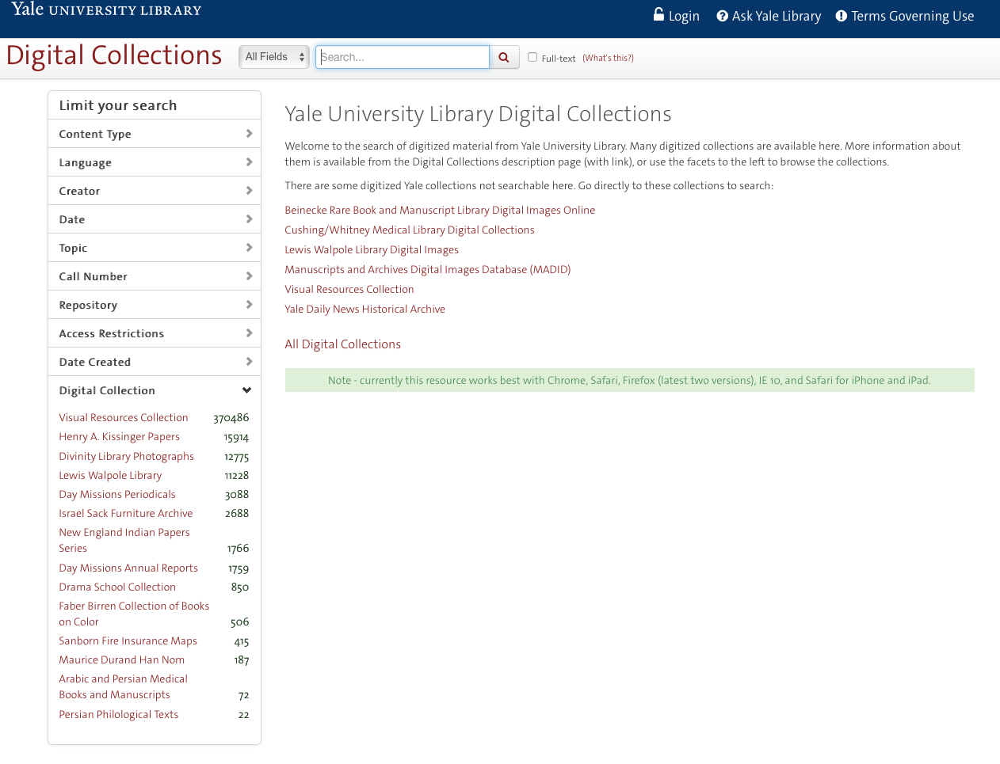 Yale UNIVERSITY LIBRARY
Login
Ask Yale Library
Terms Governing Use
Digital Collections
All Fields
Search...
Full-text
(What's this?)
Limit your search
Content Type
Language
Creator
Date
Topic
Call Number
Repository
Access Restrictions
Date Created
Digital Collection
Visual Resources Collection 370486
Henry A. Kissinger Papers 15914
Divinity Library Photographs 12775
Lewis Walpole Library 11228
Day Missions Periodicals 3088
Israel Sack Furniture Archive 2688
New England Indian Papers
Series 1766
Day Missions Annual Reports 1759
Drama School Collection 850
Faber Birren Collection of Books
on Color 506
Sanborn Fire Insurance Maps 415
Maurice Durand Han Nom 187
Arabic and Persian Medical
Books and Manuscripts 72
Persian Philological Texts 22
Yale University Library Digital Collections
Welcome to the search of digitized material from Yale University Library. Many digitized collections are available here. More information about
them is available from the Digital Collections description page (with link), or use the facets to the left to browse the collections.
There are some digitized Yale collections not searchable here. Go directly to these collections to search:
Beinecke Rare Book and Manuscript Library Digital Images Online
Cushing/Whitney Medical Library Digital Collections
Lewis Walpole Library Digital Images
Manuscripts and Archives Digital Images Database (MADID)
Visual Resources Collection
Yale Daily News Historical Archive
All Digital Collections
Note - currently this resource works best with Chrome, Safari, Firefox (latest two versions), IE 10, and Safari for iPhone and iPad.